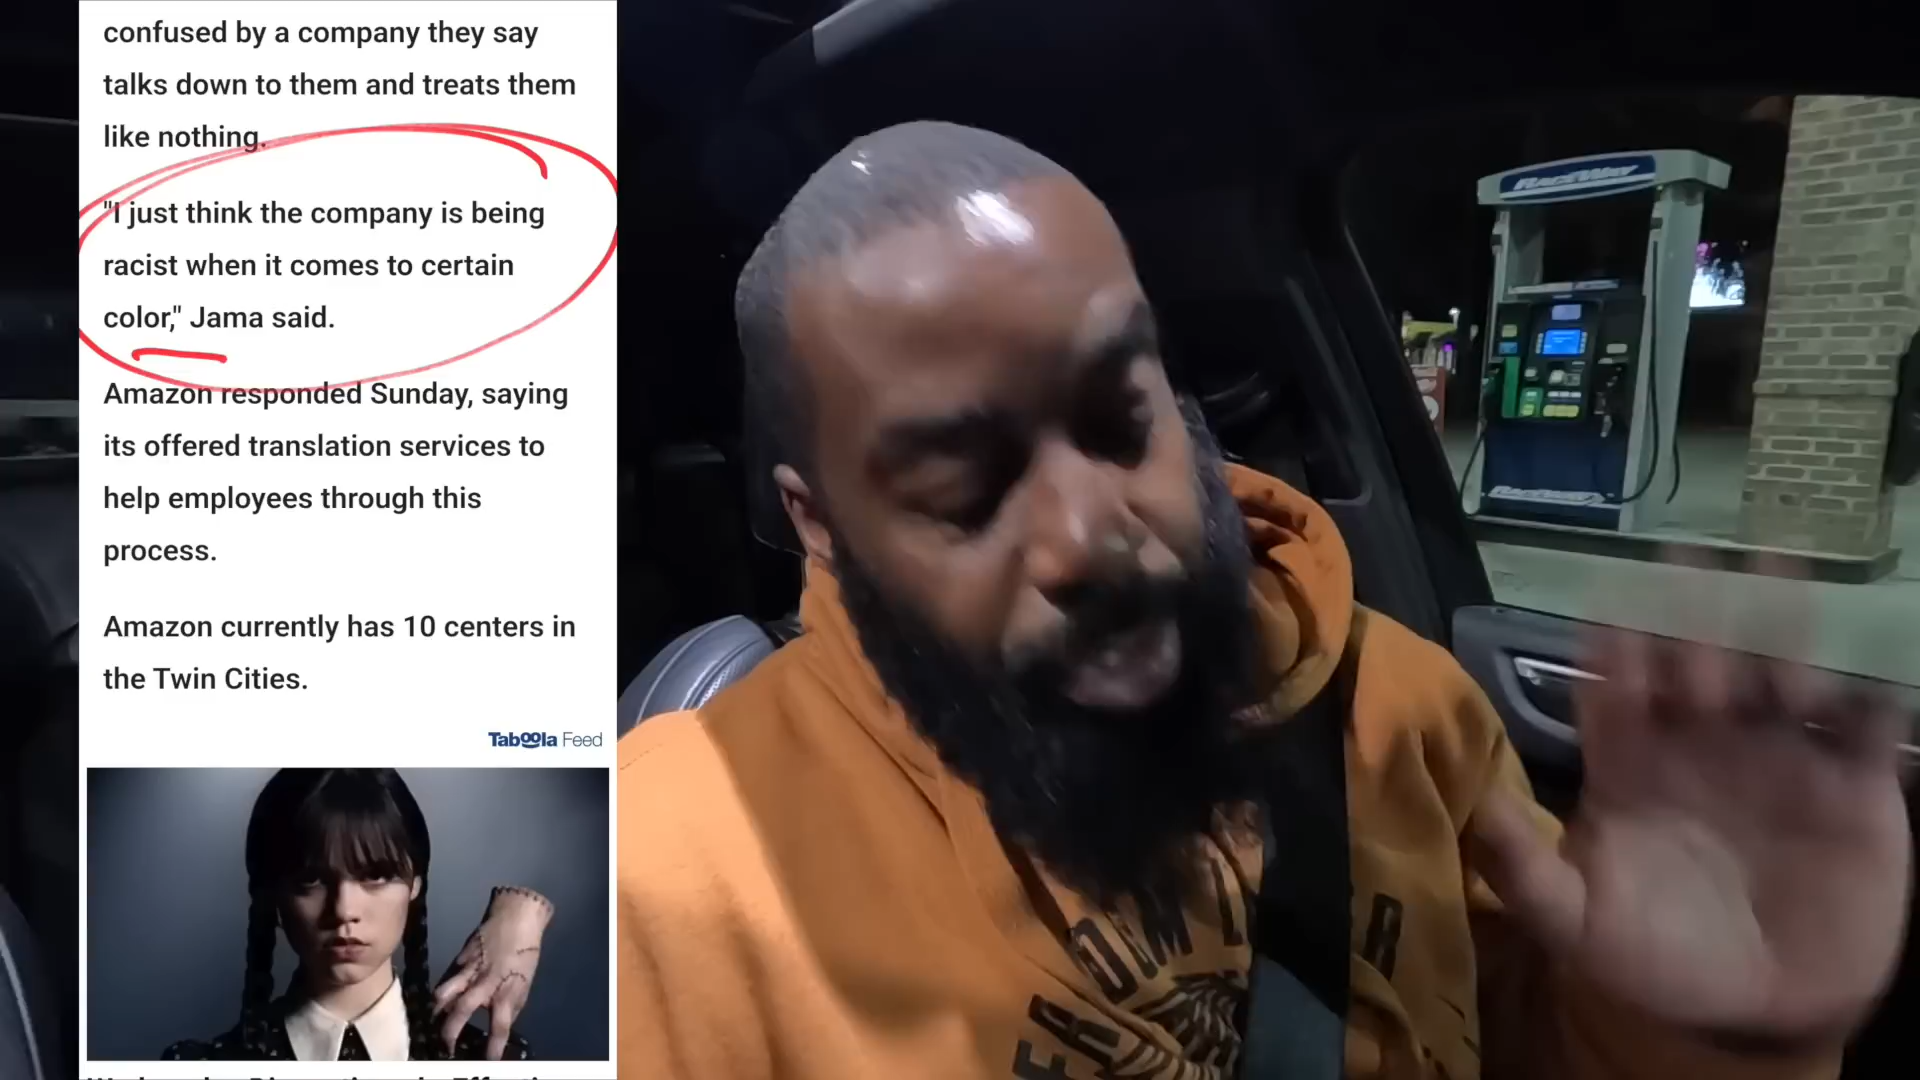 confused by a company they say
talks down to them and treats them
like nothing.
"I just think the company is being
racist when it comes to certain
color," Jama said.
Amazon responded Sunday, saying
its offered translation services to
help employees through this
process.
Amazon currently has 10 centers in
the Twin Cities.
Taboola Feed
RaceWay
RaceWay